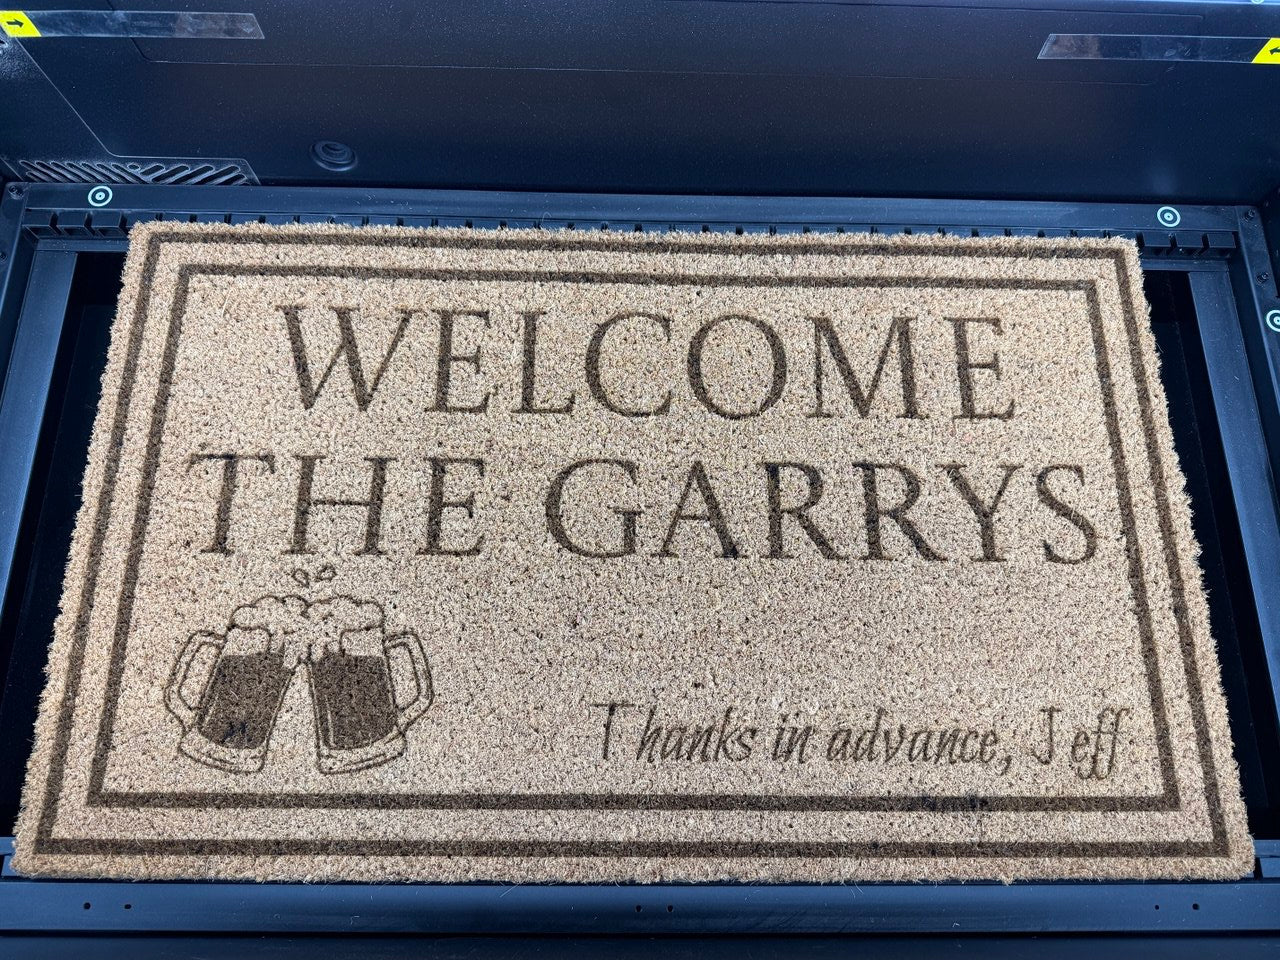 WELCOME
THE GARRYS
Thanks in advance, Jeff